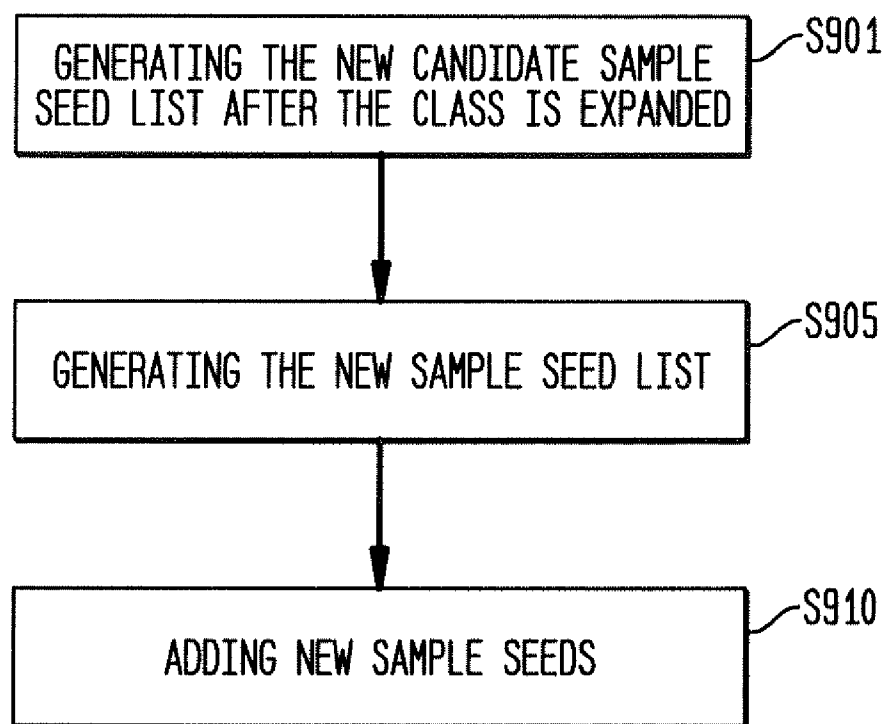 GENERATING THE NEW CANDIDATE SAMPLE
SEED LIST AFTER THE CLASS IS EXPANDED
S901
GENERATING THE NEW SAMPLE SEED LIST
S905
ADDING NEW SAMPLE SEEDS
S910